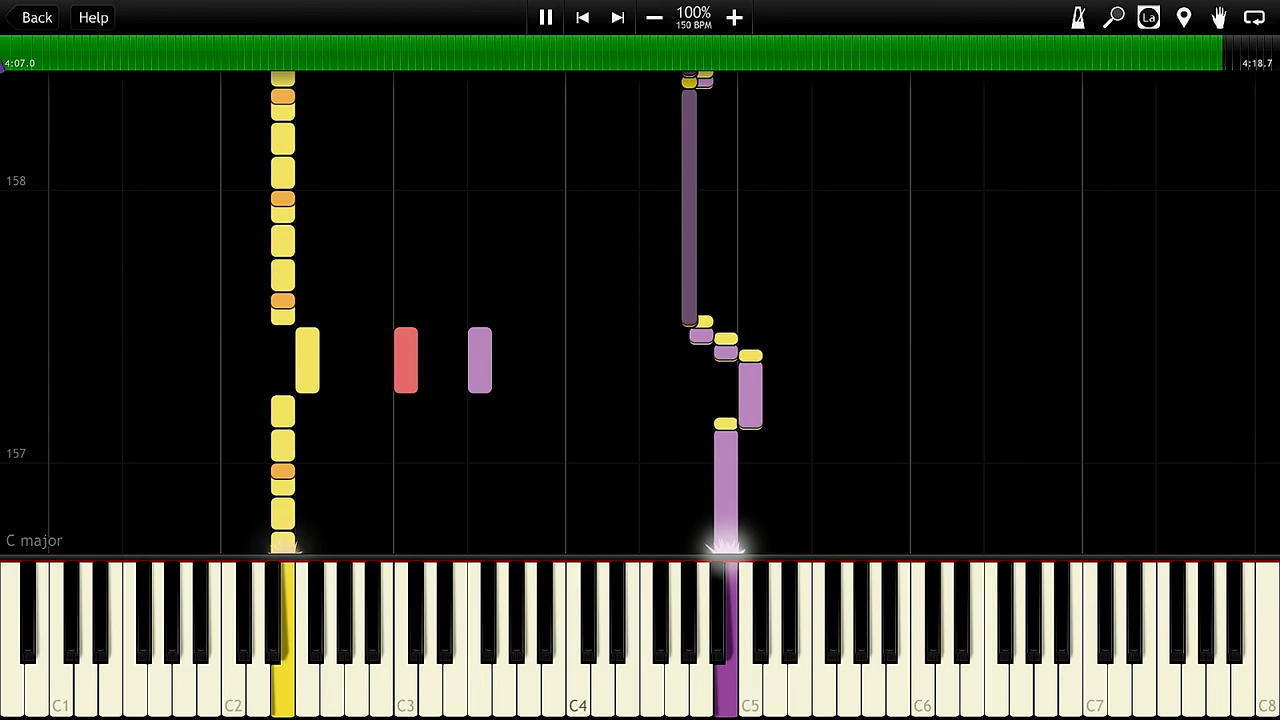 Back Help 100% La
150 BPM
4:07.0 4:18.7
158
157
C major
C1 C2 C3 C4 C5 C6 C7 C8